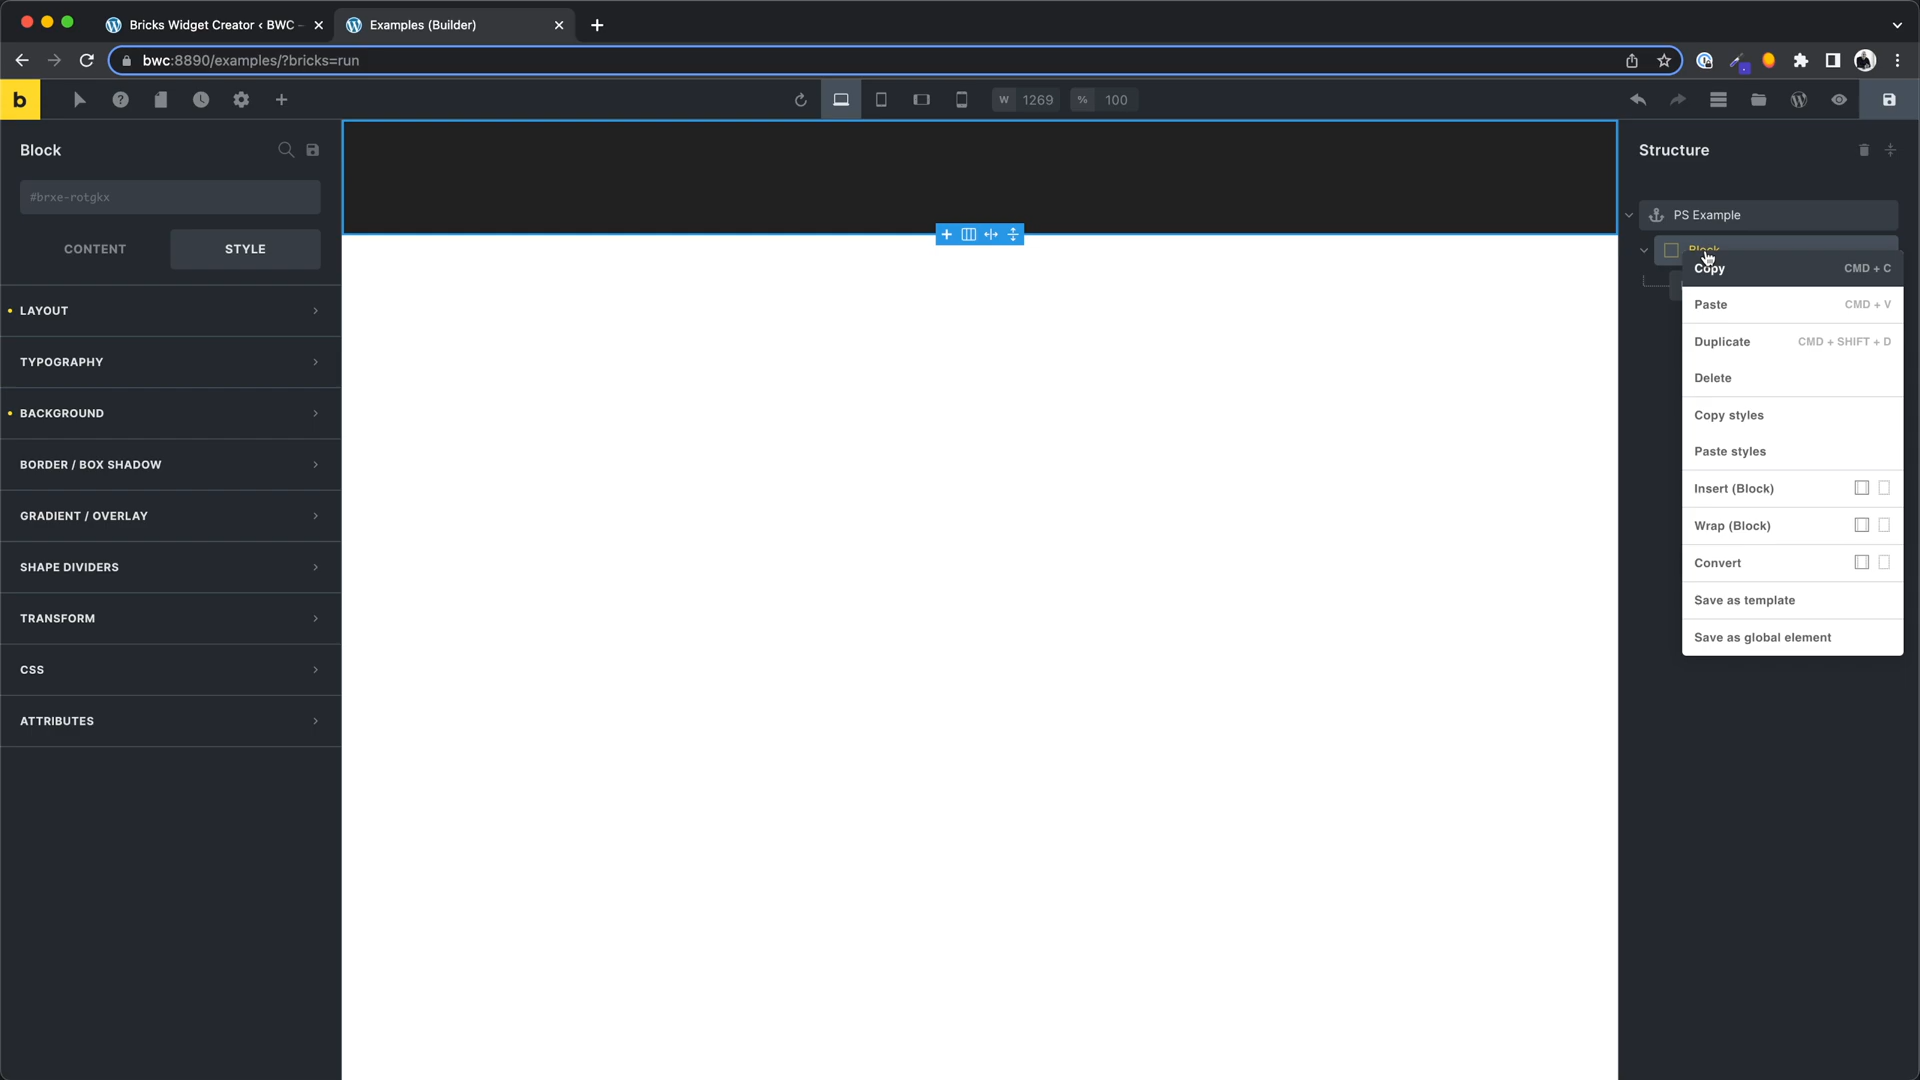 Bricks Widget Creator ‹ BWC –
Examples (Builder)
bwc:8890/examples/?bricks=run
b
W 1269
% 100
Block
#brxe-rotgkx
CONTENT
STYLE
LAYOUT
TYPOGRAPHY
BACKGROUND
BORDER / BOX SHADOW
GRADIENT / OVERLAY
SHAPE DIVIDERS
TRANSFORM
CSS
ATTRIBUTES
Structure
PS Example
Block
Copy CMD + C
Paste CMD + V
Duplicate CMD + SHIFT + D
Delete
Copy styles
Paste styles
Insert (Block)
Wrap (Block)
Convert
Save as template
Save as global element